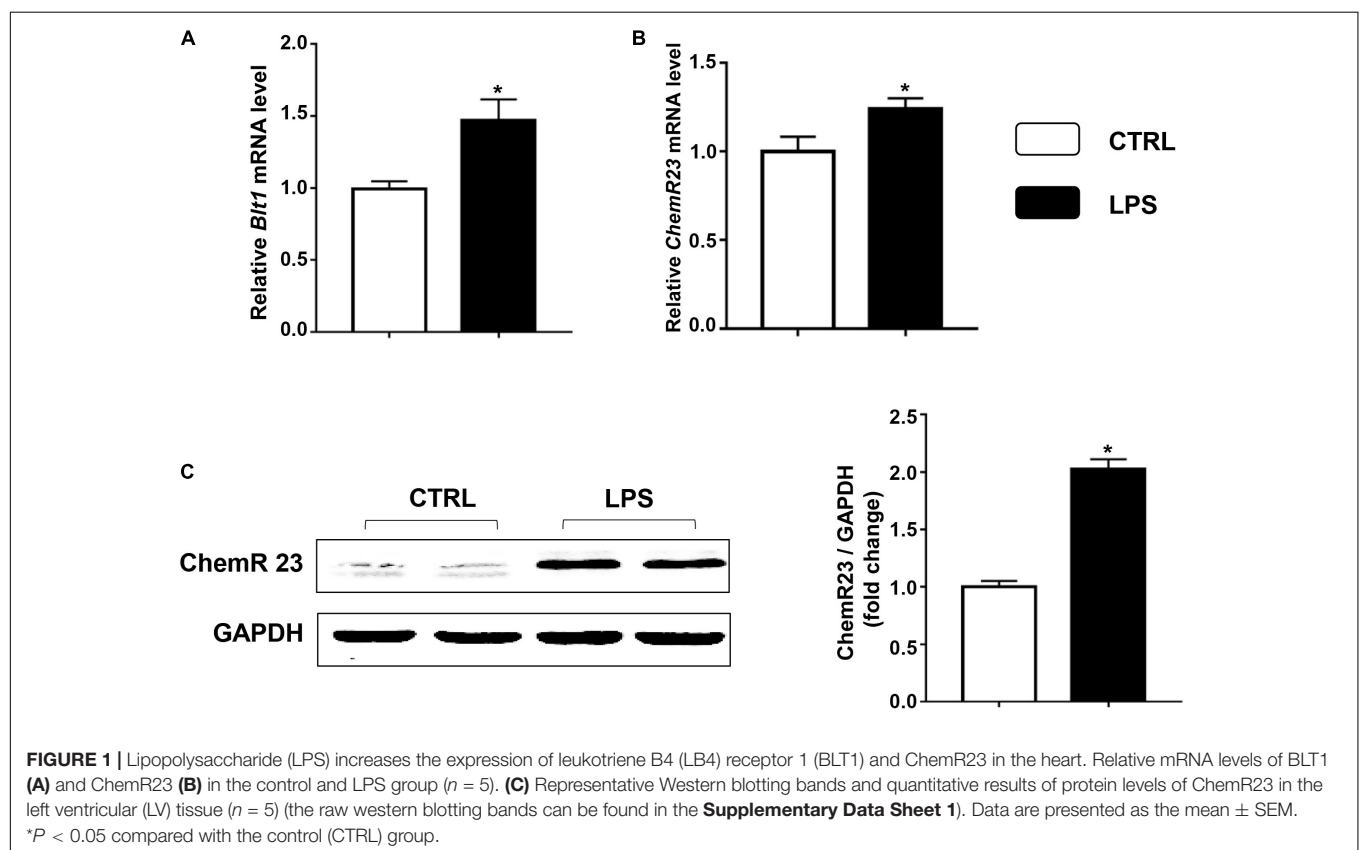 A
Relative Blt1 mRNA level
2.0
1.5
1.0
0.5
0.0
*
B
Relative ChemR23 mRNA level
1.5
1.0
0.5
0.0
*
CTRL
LPS
C
CTRL
LPS
ChemR 23
GAPDH
ChemR23 / GAPDH
(fold change)
2.5
2.0
1.5
1.0
0.5
0.0
*
FIGURE 1 | Lipopolysaccharide (LPS) increases the expression of leukotriene B4 (LB4) receptor 1 (BLT1) and ChemR23 in the heart. Relative mRNA levels of BLT1
(A) and ChemR23 (B) in the control and LPS group (n = 5). (C) Representative Western blotting bands and quantitative results of protein levels of ChemR23 in the
left ventricular (LV) tissue (n = 5) (the raw western blotting bands can be found in the Supplementary Data Sheet 1). Data are presented as the mean ± SEM.
*P < 0.05 compared with the control (CTRL) group.